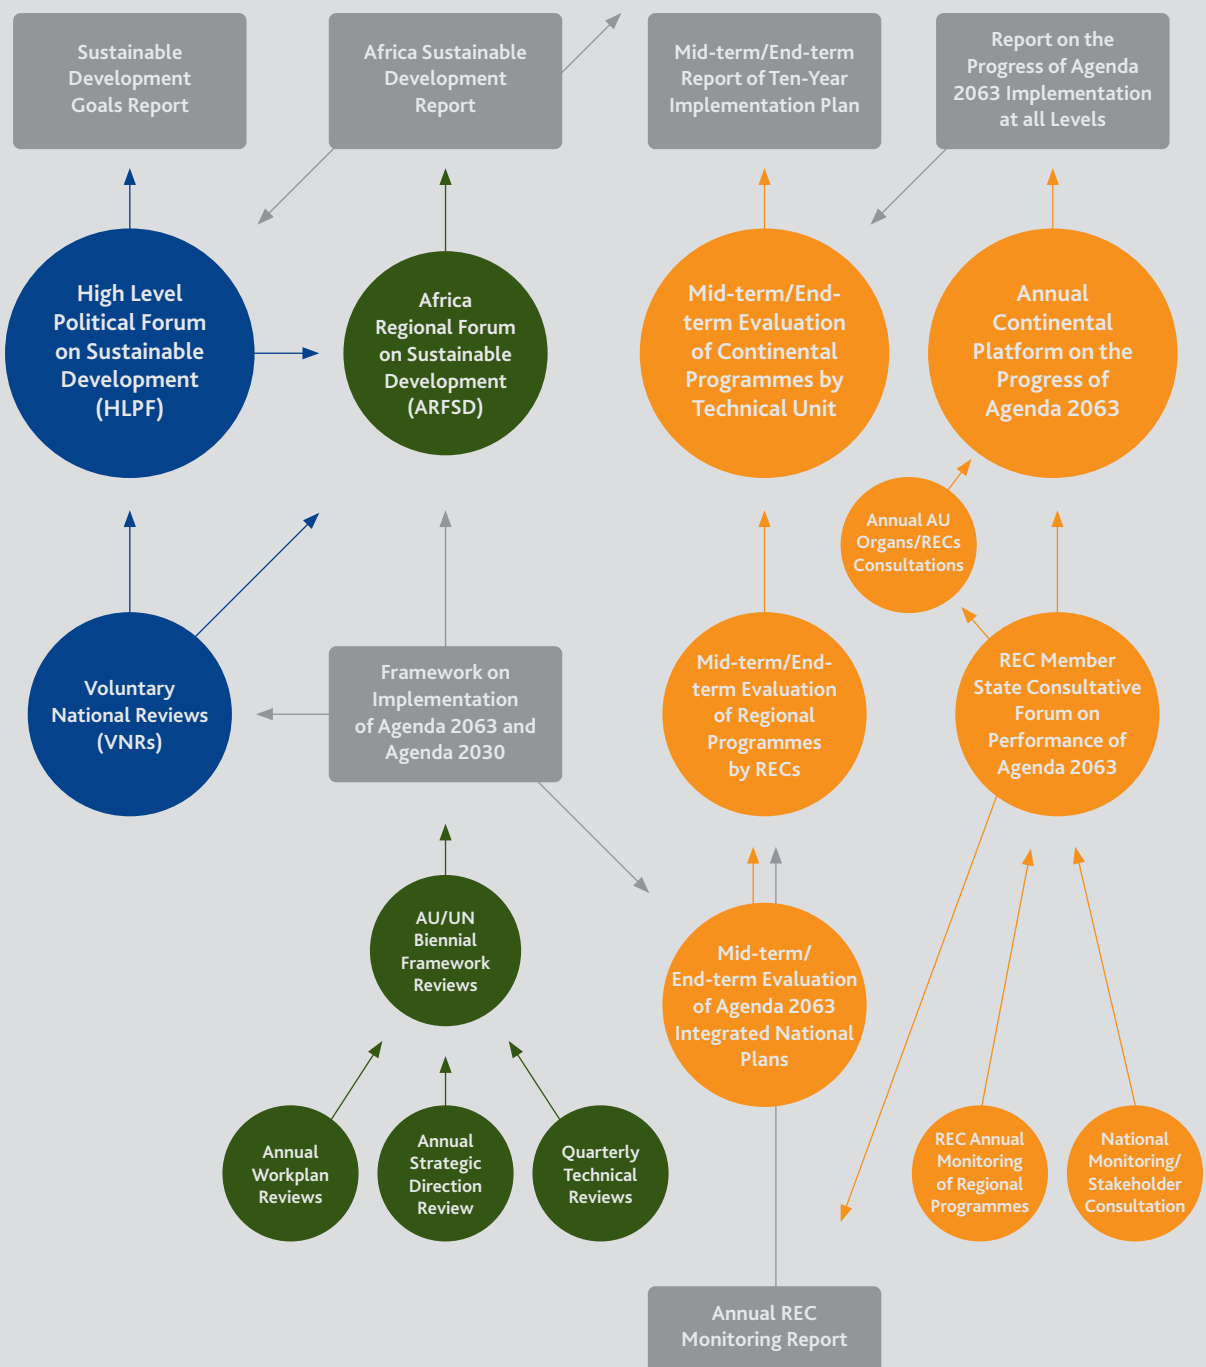 Sustainable
Development
Goals Report
Africa Sustainable
Development
Report
Mid-term/End-term
Report of Ten-Year
Implementation Plan
Report on the
Progress of Agenda
2063 Implementation
at all Levels
High Level
Political Forum
on Sustainable
Development
(HLPF)
Africa
Regional Forum
on Sustainable
Development
(ARFSD)
Mid-term/End-
term Evaluation
of Continental
Programmes by
Technical Unit
Annual
Continental
Platform on the
Progress of
Agenda 2063
Annual AU
Organs/RECs
Consultations
Voluntary
National Reviews
(VNRs)
Framework on
Implementation
of Agenda 2063 and
Agenda 2030
Mid-term/End-
term Evaluation
of Regional
Programmes
by RECs
REC Member
State Consultative
Forum on
Performance of
Agenda 2063
AU/UN
Biennial
Framework
Reviews
Mid-term/
End-term Evaluation
of Agenda 2063
Integrated National
Plans
Annual
Workplan
Reviews
Annual
Strategic
Direction
Review
Quarterly
Technical
Reviews
REC Annual
Monitoring
of Regional
Programmes
National
Monitoring/
Stakeholder
Consultation
Annual REC
Monitoring Report